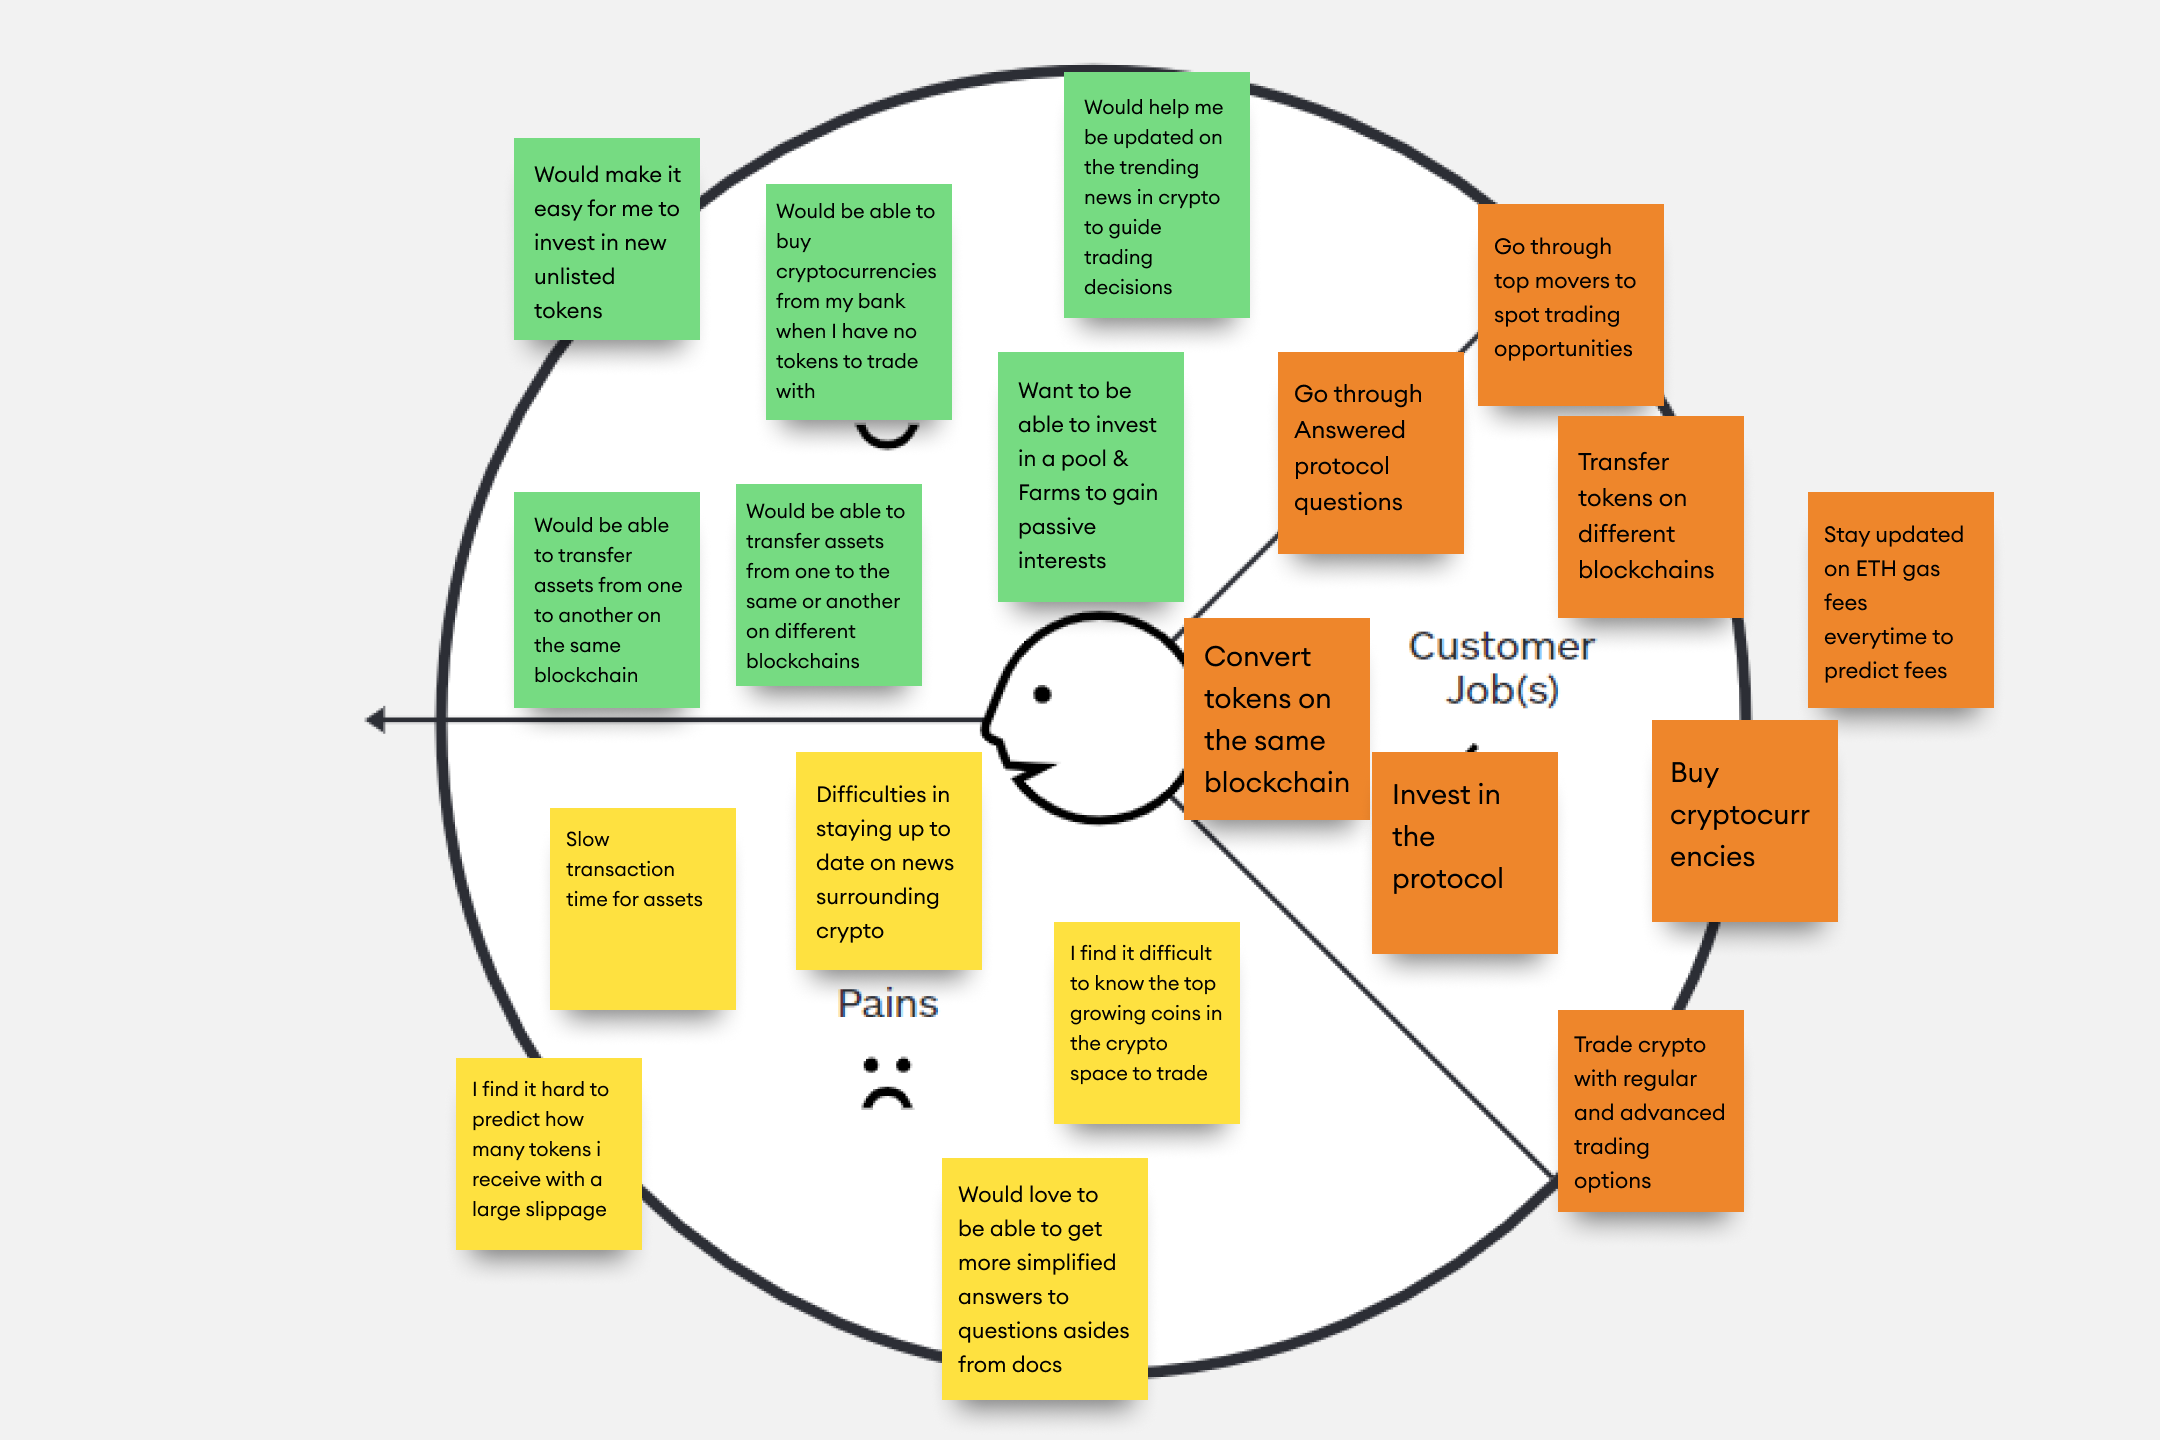 Would make it
easy for me to
invest in new
unlisted
tokens
Would be able to
buy
cryptocurrencies
from my bank
when I have no
tokens to trade
with
Would help me
be updated on
the trending
news in crypto
to guide
trading
decisions
Want to be
able to invest
in a pool &
Farms to gain
passive
interests
Would be able
to transfer
assets from one
to another on
the same
blockchain
Would be able to
transfer assets
from one to the
same or another
on different
blockchains
Go through
top movers to
spot trading
opportunities
Go through
Answered
protocol
questions
Transfer
tokens on
different
blockchains
Stay updated
on ETH gas
fees
everytime to
predict fees
Customer
Job(s)
Convert
tokens on
the same
blockchain
Invest in
the
protocol
Buy
cryptocurr
encies
Trade crypto
with regular
and advanced
trading
options
Slow
transaction
time for assets
Difficulties in
staying up to
date on news
surrounding
crypto
Pains
I find it difficult
to know the top
growing coins in
the crypto
space to trade
I find it hard to
predict how
many tokens i
receive with a
large slippage
Would love to
be able to get
more simplified
answers to
questions asides
from docs